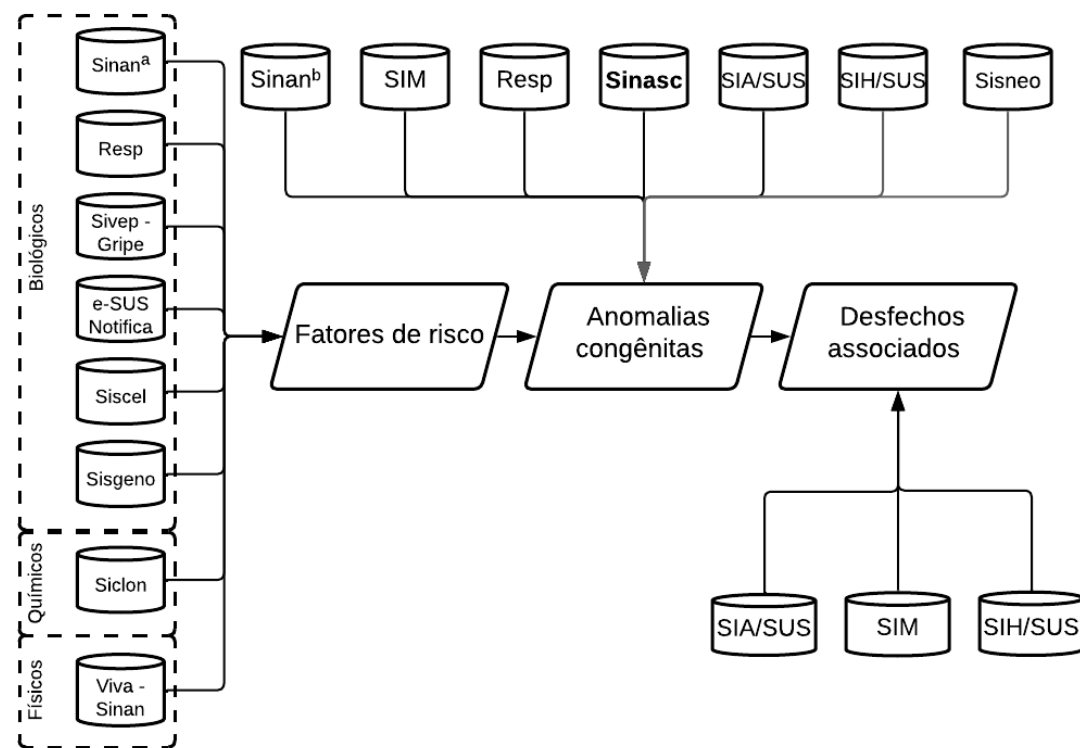 Biológicos
Sinanª
Resp
Sivep -
Gripe
e-SUS
Notifica
Siscel
Sisgeno
Químicos
Siclon
Físicos
Viva -
Sinan
Sinanᵇ
SIM
Resp
Sinasc
SIA/SUS
SIH/SUS
Sisneo
Fatores de risco
Anomalias
congênitas
Desfechos
associados
SIA/SUS
SIM
SIH/SUS